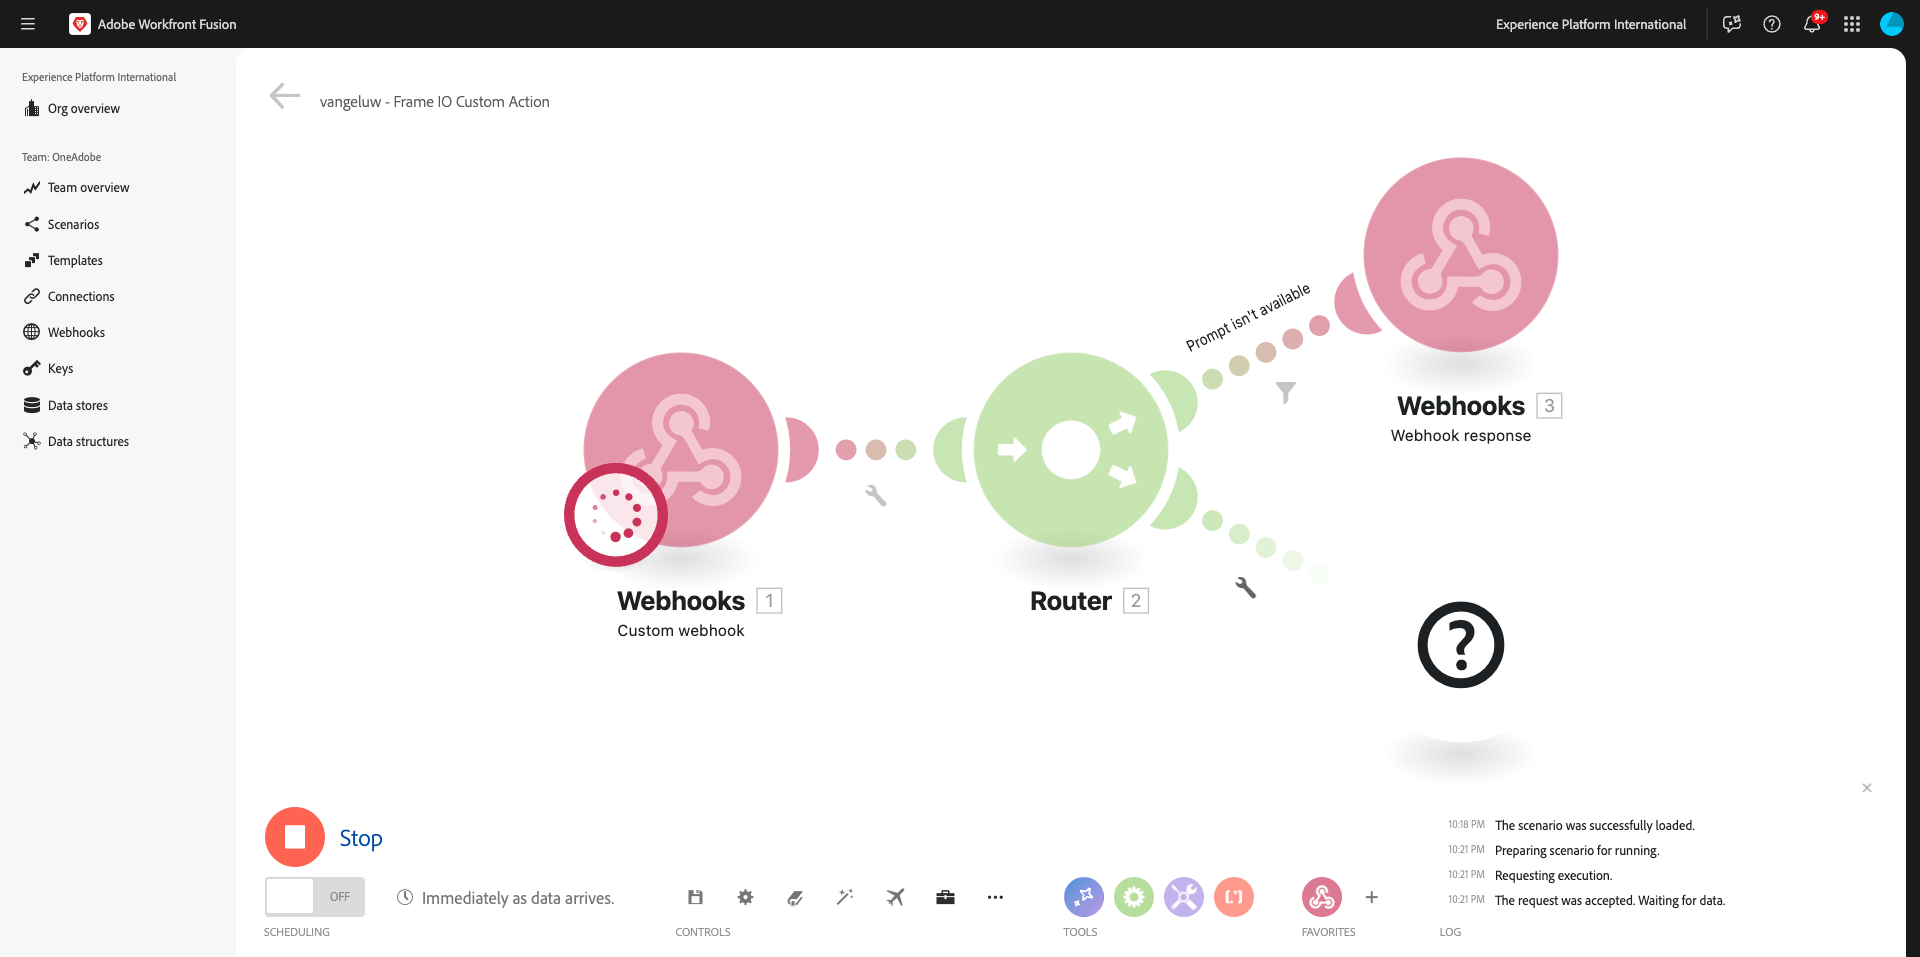 Adobe Workfront Fusion
Experience Platform International
9+
Experience Platform International
Org overview
Team: OneAdobe
Team overview
Scenarios
Templates
Connections
Webhooks
Keys
Data stores
Data structures
vangeluw - Frame IO Custom Action
Prompt isn't available
Webhooks 3
Webhook response
Webhooks 1
Custom webhook
Router 2
?
Stop
OFF
Immediately as data arrives.
SCHEDULING
CONTROLS
TOOLS
FAVORITES
10:18 PM The scenario was successfully loaded.
10:21 PM Preparing scenario for running.
10:21 PM Requesting execution.
10:21 PM The request was accepted. Waiting for data.
LOG